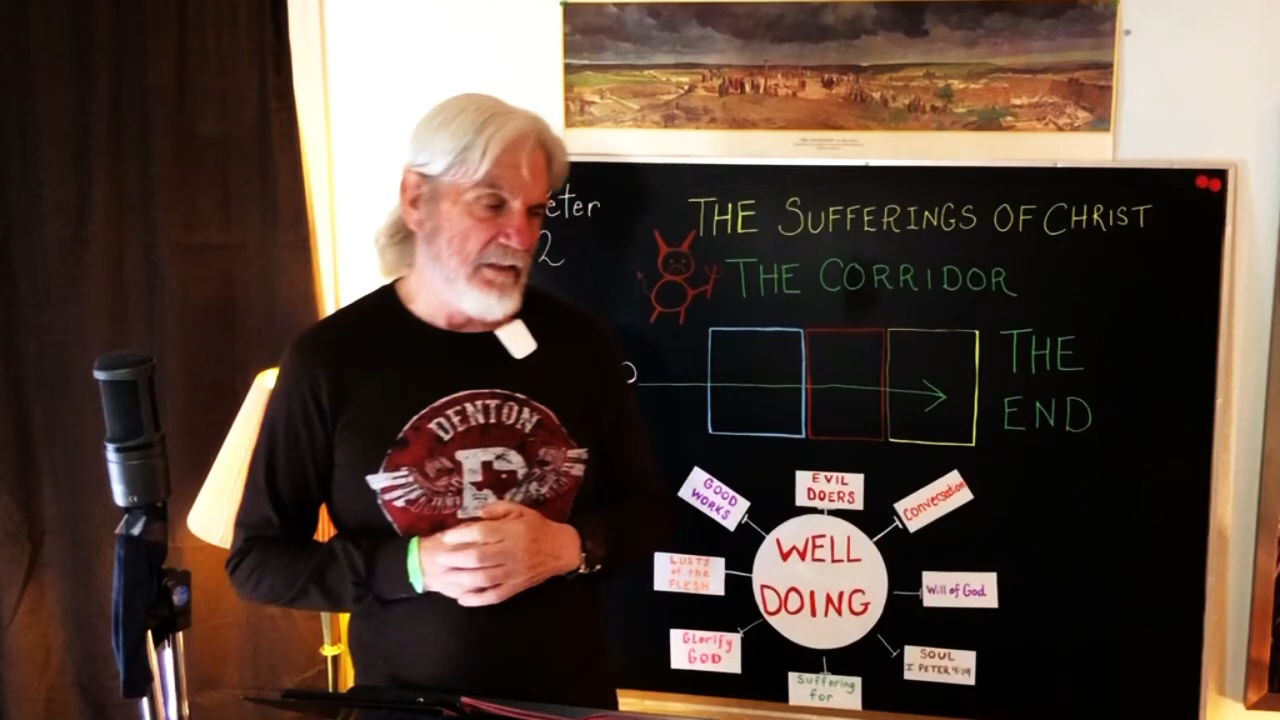 eter
2
THE SUFFERINGS OF CHRIST
THE CORRIDOR
THE
END
DENTON
GOOD
WORKS
EVIL
DOERS
Conversation
LUSTS
of the
FLESH
WELL
DOING
Will of God
Glorify
GOD
Suffering
for
SOUL
I PETER 4:19